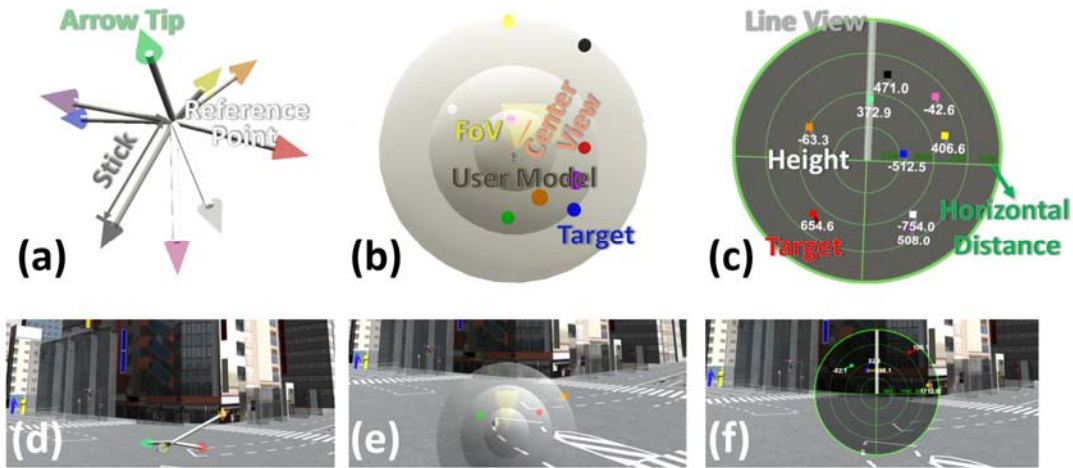 Arrow Tip
Reference
Point
Stick
(a)
FoV
Center
View
User Model
Target
(b)
Line View
471.0
-42.6
372.9
-63.3
406.6
Height
-512.5
Horizontal
Distance
654.6
-754.0
508.0
Target
(c)
(d)
(e)
(f)